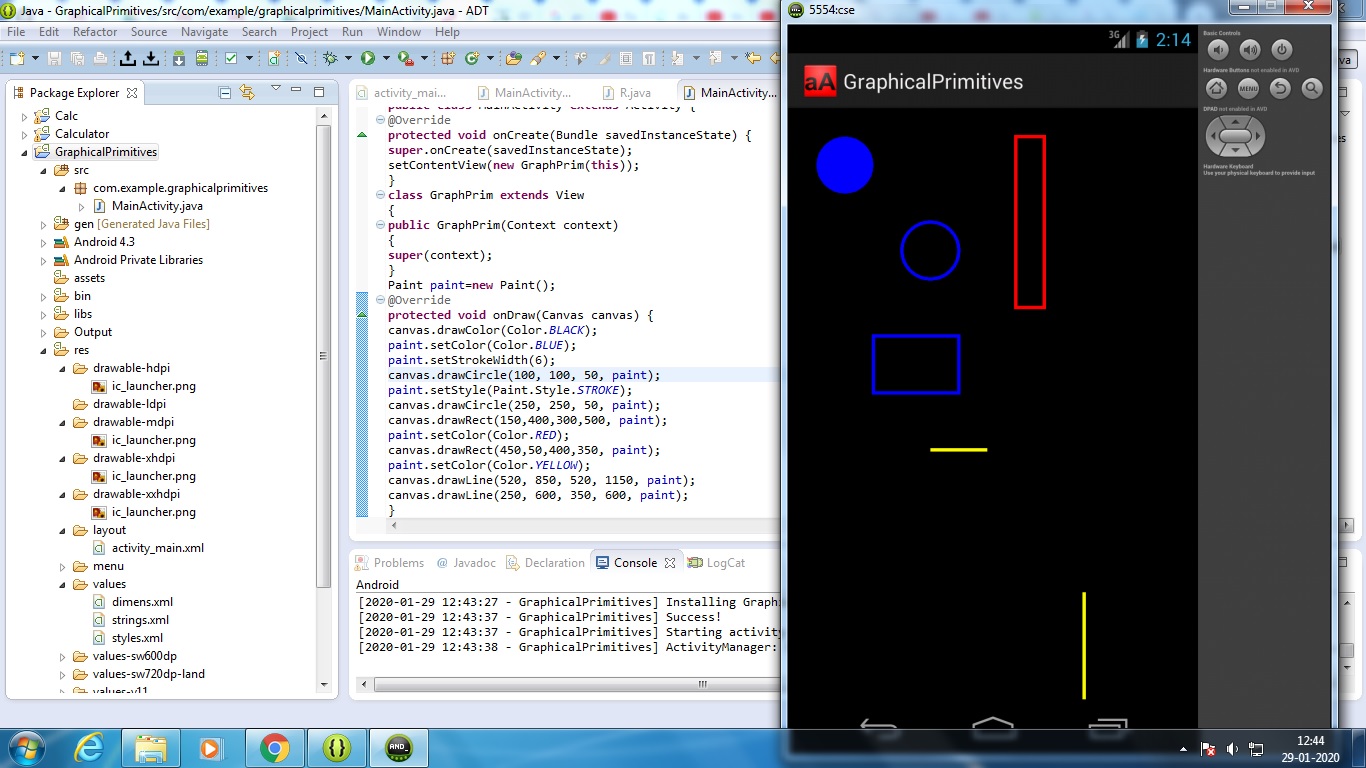 Java - GraphicalPrimitives/src/com/example/graphicalprimitives/MainActivity.java - ADT
File Edit Refactor Source Navigate Search Project Run Window Help
Package Explorer
Calc
Calculator
GraphicalPrimitives
src
com.example.graphicalprimitives
MainActivity.java
gen [Generated Java Files]
Android 4.3
Android Private Libraries
assets
bin
libs
Output
res
drawable-hdpi
ic_launcher.png
drawable-ldpi
drawable-mdpi
ic_launcher.png
drawable-xhdpi
ic_launcher.png
drawable-xxhdpi
ic_launcher.png
layout
activity_main.xml
menu
values
dimens.xml
strings.xml
styles.xml
values-sw600dp
values-sw720dp-land
values-v11
activity_mai... MainActivity... R.java MainActivity...
public class MainActivity extends Activity {
@Override
protected void onCreate(Bundle savedInstanceState) {
super.onCreate(savedInstanceState);
setContentView(new GraphPrim(this));
}
class GraphPrim extends View
{
public GraphPrim(Context context)
{
super(context);
}
Paint paint=new Paint();
@Override
protected void onDraw(Canvas canvas) {
canvas.drawColor(Color.BLACK);
paint.setColor(Color.BLUE);
paint.setStrokeWidth(6);
canvas.drawCircle(100, 100, 50, paint);
paint.setStyle(Paint.Style.STROKE);
canvas.drawCircle(250, 250, 50, paint);
canvas.drawRect(150,400,300,500, paint);
paint.setColor(Color.RED);
canvas.drawRect(450,50,400,350, paint);
paint.setColor(Color.YELLOW);
canvas.drawLine(520, 850, 520, 1150, paint);
canvas.drawLine(250, 600, 350, 600, paint);
}
Problems @ Javadoc Declaration Console LogCat
Android
[2020-01-29 12:43:27 - GraphicalPrimitives] Installing Graph
[2020-01-29 12:43:37 - GraphicalPrimitives] Success!
[2020-01-29 12:43:37 - GraphicalPrimitives] Starting activity
[2020-01-29 12:43:38 - GraphicalPrimitives] ActivityManager:
5554:cse
3G 2:14
aA GraphicalPrimitives
Basic Controls
Hardware Buttons not enabled in AVD
MENU
DPAD not enabled in AVD
Hardware Keyboard
Use your physical keyboard to provide input
AND_
12:44
29-01-2020